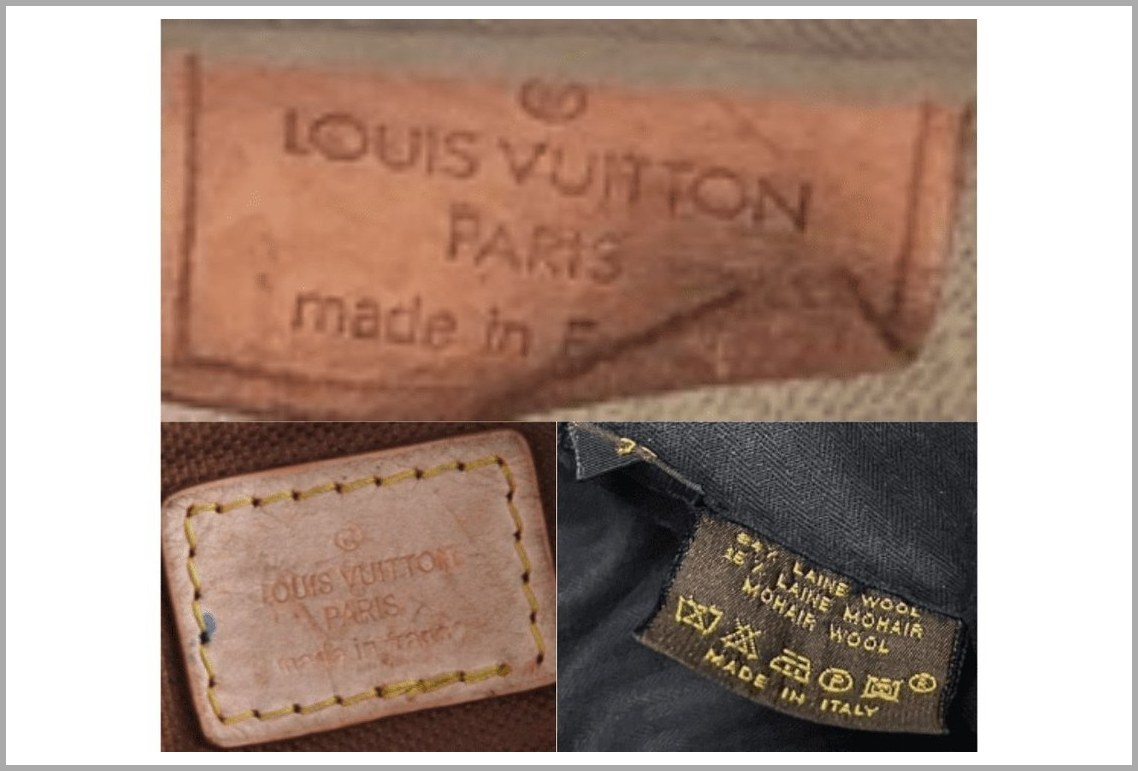 ®
LOUIS VUITTON
PARIS
made in
®
LOUIS VUITTON
PARIS
made in france
% LAINE WOOL
15 % LAINE MOHAIR
MOHAIR WOOL
P
MADE IN ITALY